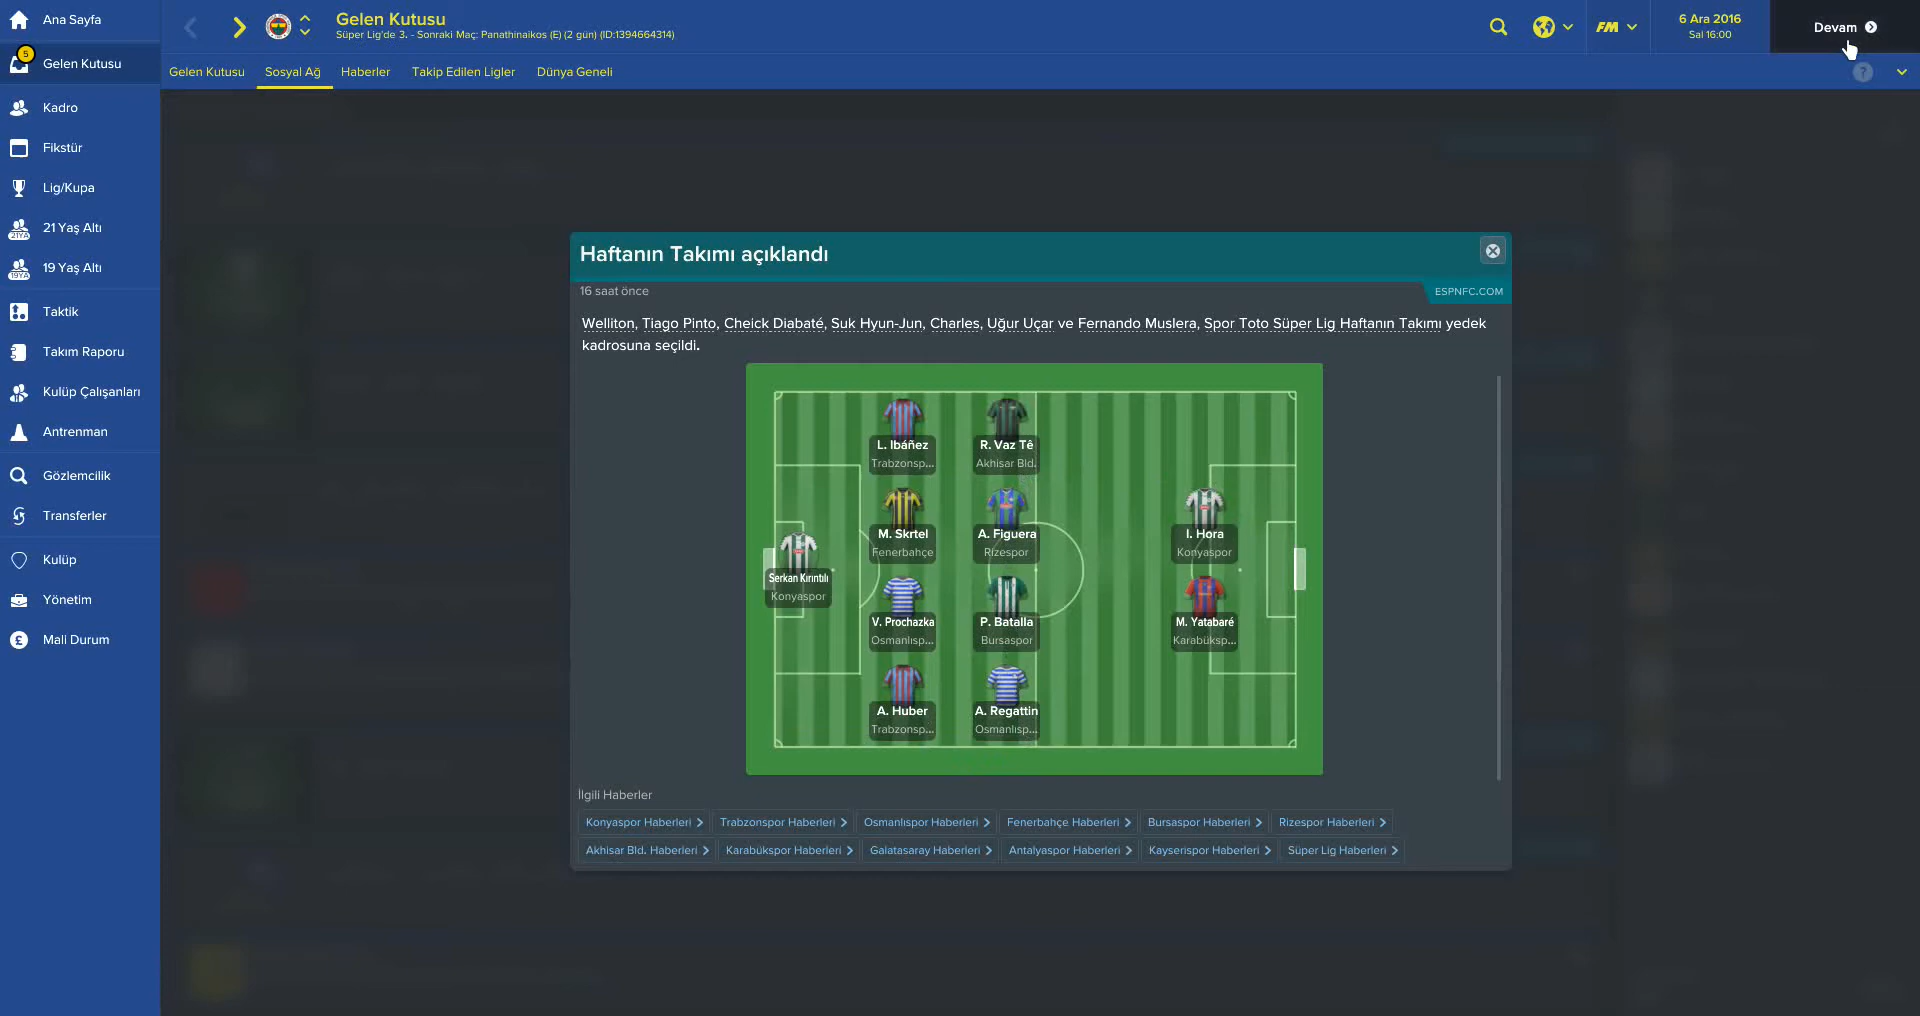 Ana Sayfa
5
Gelen Kutusu
Kadro
Fikstür
Lig/Kupa
21YA
21 Yaş Altı
19YA
19 Yaş Altı
Taktik
Takım Raporu
Kulüp Çalışanları
Antrenman
Gözlemcilik
Transferler
Kulüp
Yönetim
£
Mali Durum
Gelen Kutusu
Süper Lig'de 3. - Sonraki Maç: Panathinaikos (E) (2 gün) (ID:1394664314)
FM
6 Ara 2016
Sal 16:00
Devam
Gelen Kutusu Sosyal Ağ Haberler Takip Edilen Ligler Dünya Geneli
?
Haftanın Takımı açıklandı
16 saat önce
ESPNFC.COM
Welliton, Tiago Pinto, Cheick Diabaté, Suk Hyun-Jun, Charles, Uğur Uçar ve Fernando Muslera, Spor Toto Süper Lig Haftanın Takımı yedek
kadrosuna seçildi.
L. Ibáñez
Trabzonsp...
R. Vaz Tê
Akhisar Bld.
M. Skrtel
Fenerbahçe
A. Figuera
Rizespor
I. Hora
Konyaspor
Serkan Kırıntılı
Konyaspor
V. Prochazka
Osmanlısp...
P. Batalla
Bursaspor
M. Yatabaré
Karabüksp...
A. Huber
Trabzonsp...
A. Regattin
Osmanlısp...
İlgili Haberler
Konyaspor Haberleri Trabzonspor Haberleri Osmanlıspor Haberleri Fenerbahçe Haberleri Bursaspor Haberleri Rizespor Haberleri
Akhisar Bld. Haberleri Karabükspor Haberleri Galatasaray Haberleri Antalyaspor Haberleri Kayserispor Haberleri Süper Lig Haberleri